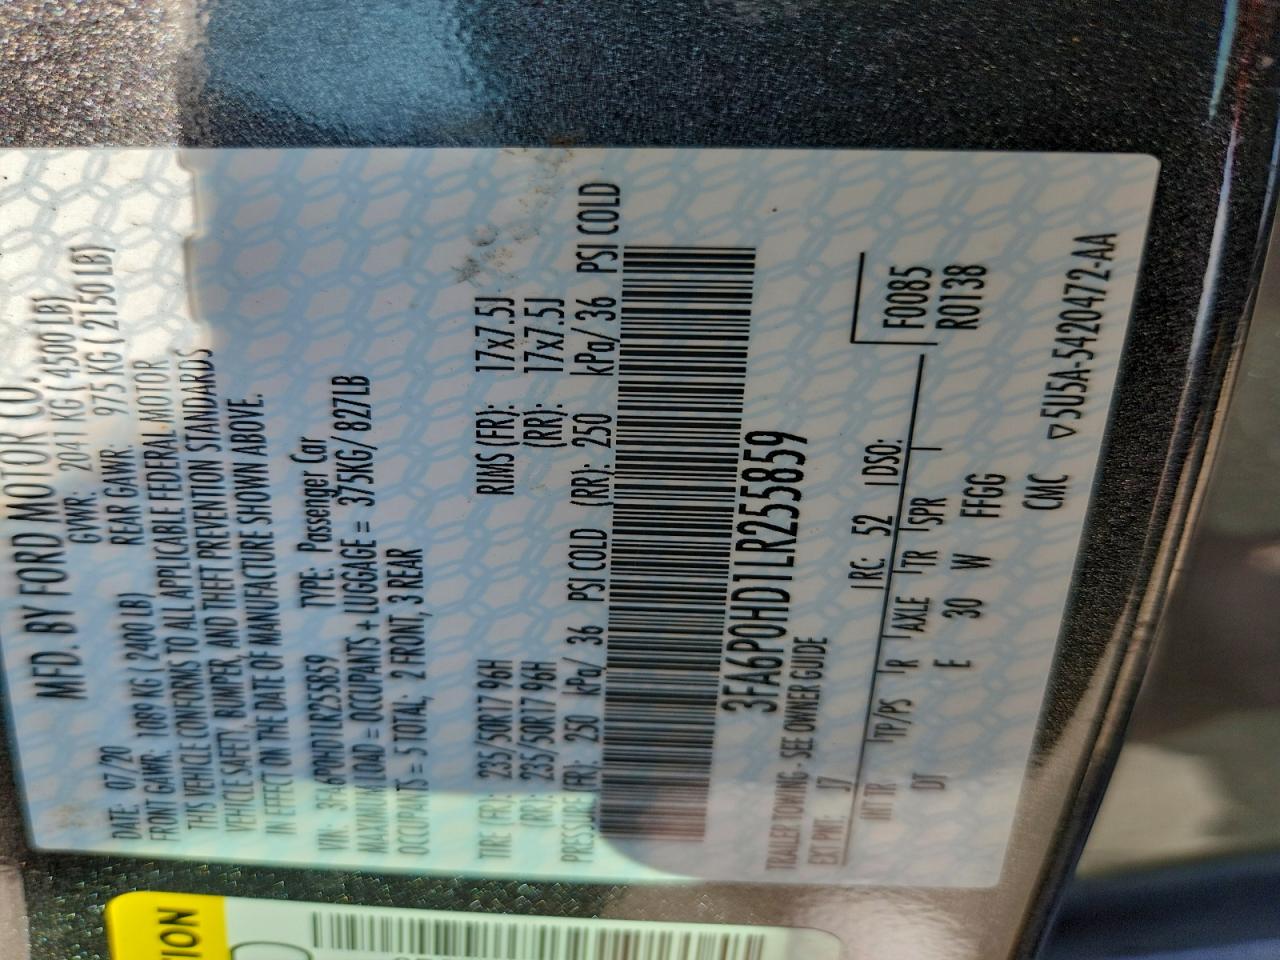 MFD. BY FORD MOTOR CO.
DATE: 07/20 GVWR: 2041 KG ( 4500 LB)
FRONT GAWR: 1089 KG ( 2400 LB) REAR GAWR: 975 KG ( 2150 LB)
THIS VEHICLE CONFORMS TO ALL APPLICABLE FEDERAL MOTOR
VEHICLE SAFETY, BUMPER, AND THEFT PREVENTION STANDARDS
IN EFFECT ON THE DATE OF MANUFACTURE SHOWN ABOVE.
VIN: 3FA6P0HD1LR255859 TYPE: Passenger Car
MAXIMUM LOAD = OCCUPANTS + LUGGAGE = 375KG/ 827LB
OCCUPANTS = 5 TOTAL; 2 FRONT, 3 REAR
TIRE (FR): 235/50R17 96H RIMS (FR): 17x7.5J
(RR): 235/50R17 96H (RR): 17x7.5J
PRESSURE (FR): 250 kPa/ 36 PSI COLD (RR): 250 kPa/ 36 PSI COLD
3FA6P0HD1LR255859
TRAILER TOWING - SEE OWNER GUIDE
EXT PNT: J7 RC: 52 DSO:
F0085
R0138
INT TR TP/PS R AXLE TR SPR
DT E 30 W FFGG
CMC ▽5U5A-5420472-AA
TION